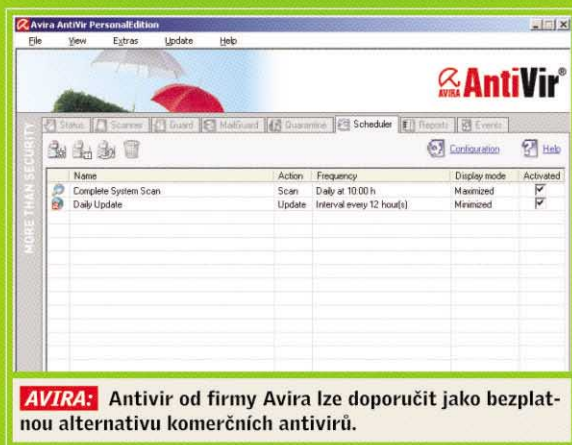 Avira AntiVir PersonalEdition
File View Extras Update Help
AVIRA AntiVir®
MORE THAN SECURITY
Status Scanner Guard MailGuard Quarantine Scheduler Reports Events
Configuration Help
Name Action Frequency Display mode Activated
Complete System Scan Scan Daily at 10:00 h Maximized
Daily Update Update Interval every 12 hour(s) Minimized
AVIRA: Antivir od firmy Avira lze doporučit jako bezplat-
nou alternativu komerčních antivirů.